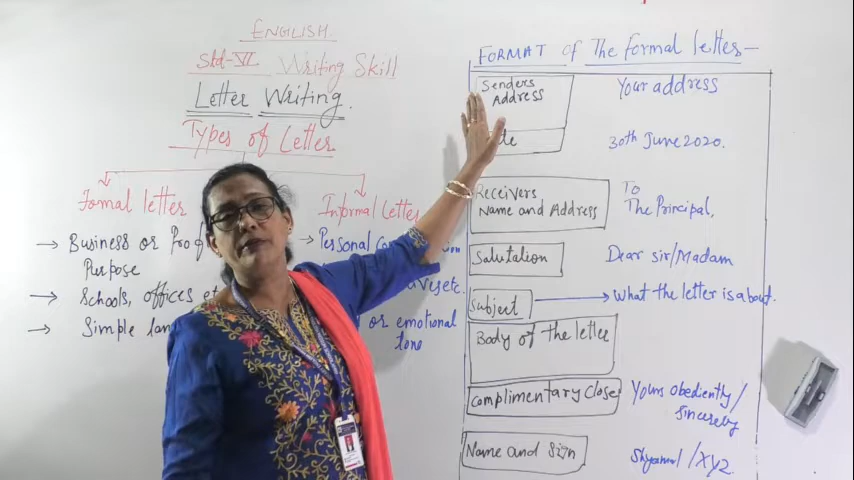 ENGLISH.
Std-VI Writing Skill
Letter Writing.
Types of Letter
Formal letter
→ Business or
Purpose
→ Schools, offices
→ Simple
Informal Letter
→ Personal
etc.
or emotional
tone
FORMAT of The formal letter-
Senders
Address
Your address
30th June 2020.
Receivers
Name and Address
To
The Principal,
Salutation
Dear sir/Madam
Subject → What the letter is about.
Body of the letter
Complimentary Close
Yours obediently/
sincerely
Name and Sign
/XYZ